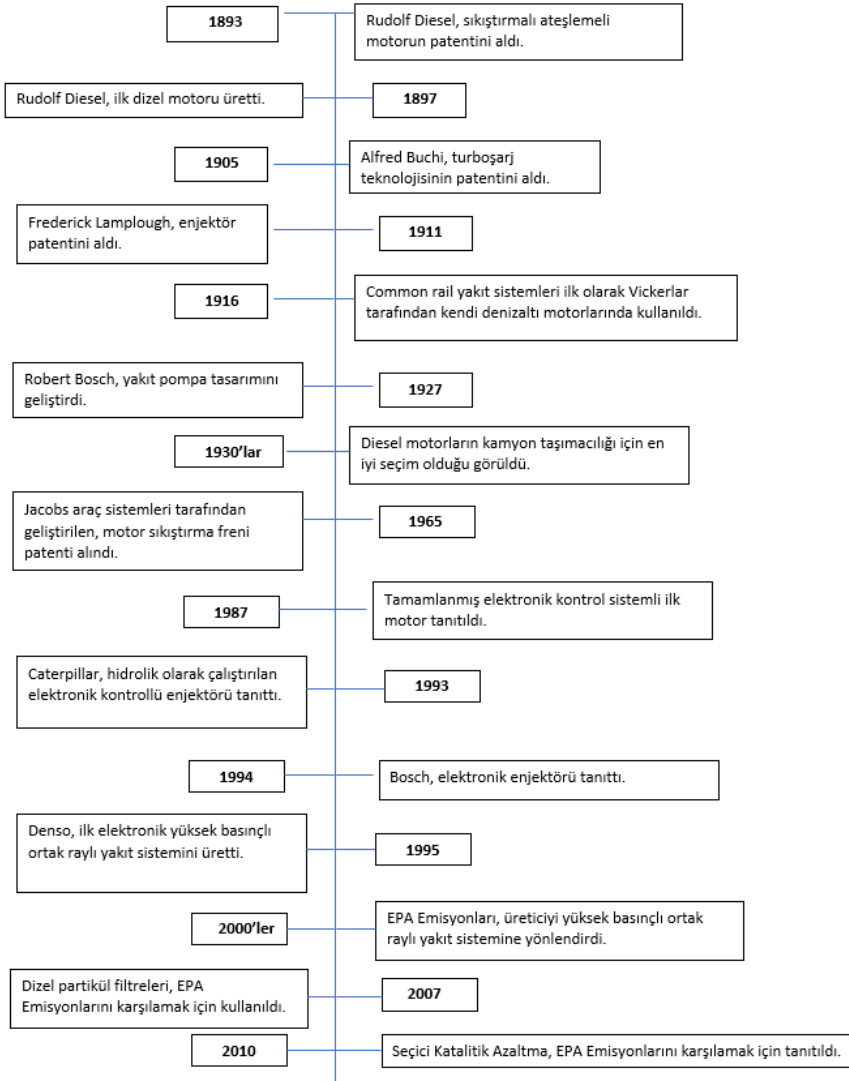 1893
Rudolf Diesel, sıkıştırmalı ateşlemeli
motorun patentini aldı.
Rudolf Diesel, ilk dizel motoru üretti.
1897
1905
Alfred Buchi, turboşarj
teknolojisinin patentini aldı.
Frederick Lamplough, enjektör
patentini aldı.
1911
1916
Common rail yakıt sistemleri ilk olarak Vickerlar
tarafından kendi denizaltı motorlarında kullanıldı.
Robert Bosch, yakıt pompa tasarımını
geliştirdi.
1927
1930’lar
Diesel motorların kamyon taşımacılığı için en
iyi seçim olduğu görüldü.
Jacobs araç sistemleri tarafından
geliştirilen, motor sıkıştırma freni
patenti alındı.
1965
1987
Tamamlanmış elektronik kontrol sistemli ilk
motor tanıtıldı.
Caterpillar, hidrolik olarak çalıştırılan
elektronik kontrollü enjektörü tanıttı.
1993
1994
Bosch, elektronik enjektörü tanıttı.
Denso, ilk elektronik yüksek basınçlı
ortak raylı yakıt sistemini üretti.
1995
2000’ler
EPA Emisyonları, üreticiyi yüksek basınçlı ortak
raylı yakıt sistemine yönlendirdi.
Dizel partikül filtreleri, EPA
Emisyonlarını karşılamak için kullanıldı.
2007
2010
Seçici Katalitik Azaltma, EPA Emisyonlarını karşılamak için tanıtıldı.